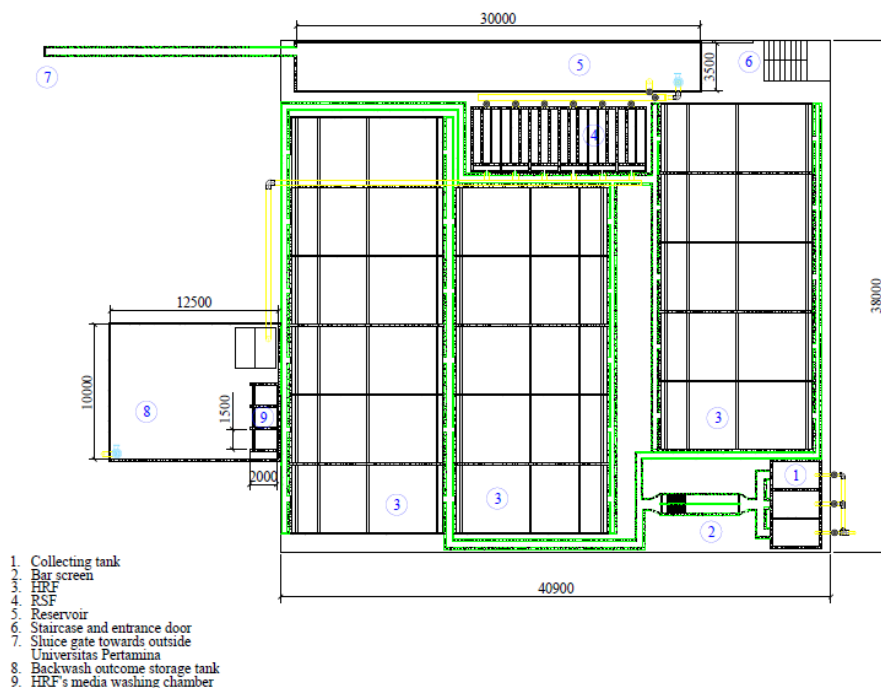 30000
7
5
6
3500
4
12500
38000
10000
1500
8
9
3
2000
3
3
1
2
40900
1. Collecting tank
2. Bar screen
3. HRF
4. RSF
5. Reservoir
6. Staircase and entrance door
7. Sluice gate towards outside
Universitas Pertamina
8. Backwash outcome storage tank
9. HRF's media washing chamber